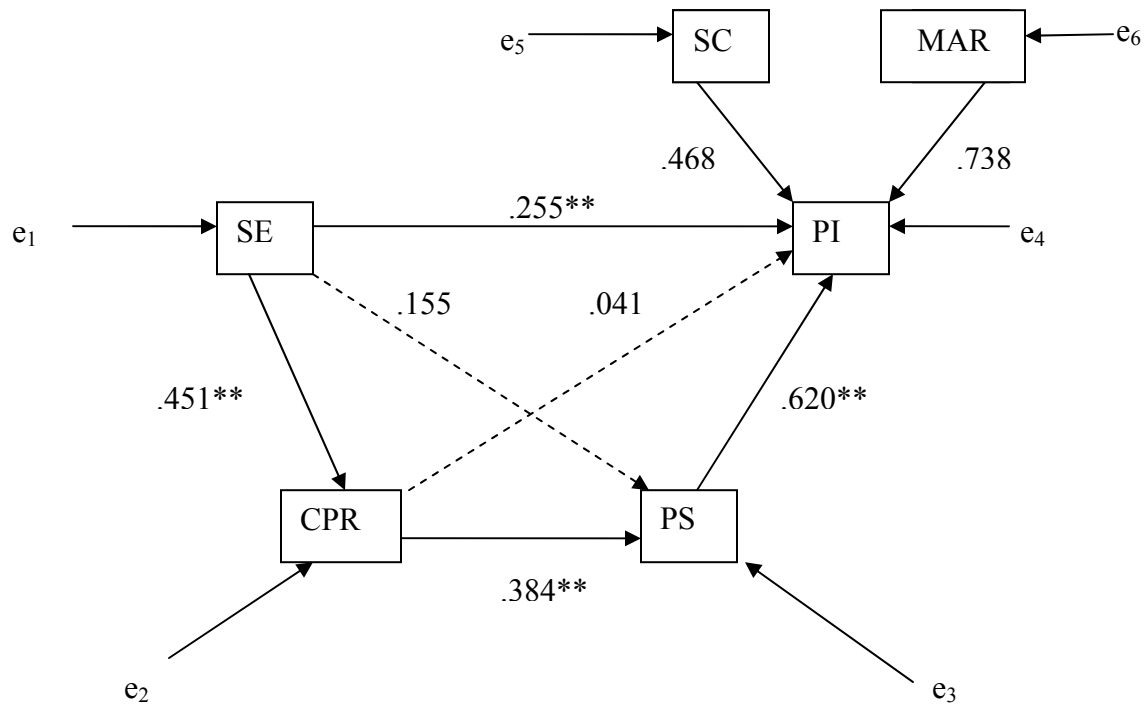 e5
SC
MAR
e6
.468
.738
e1
SE
.255**
PI
e4
.155
.041
.451**
.620**
CPR
PS
.384**
e2
e3